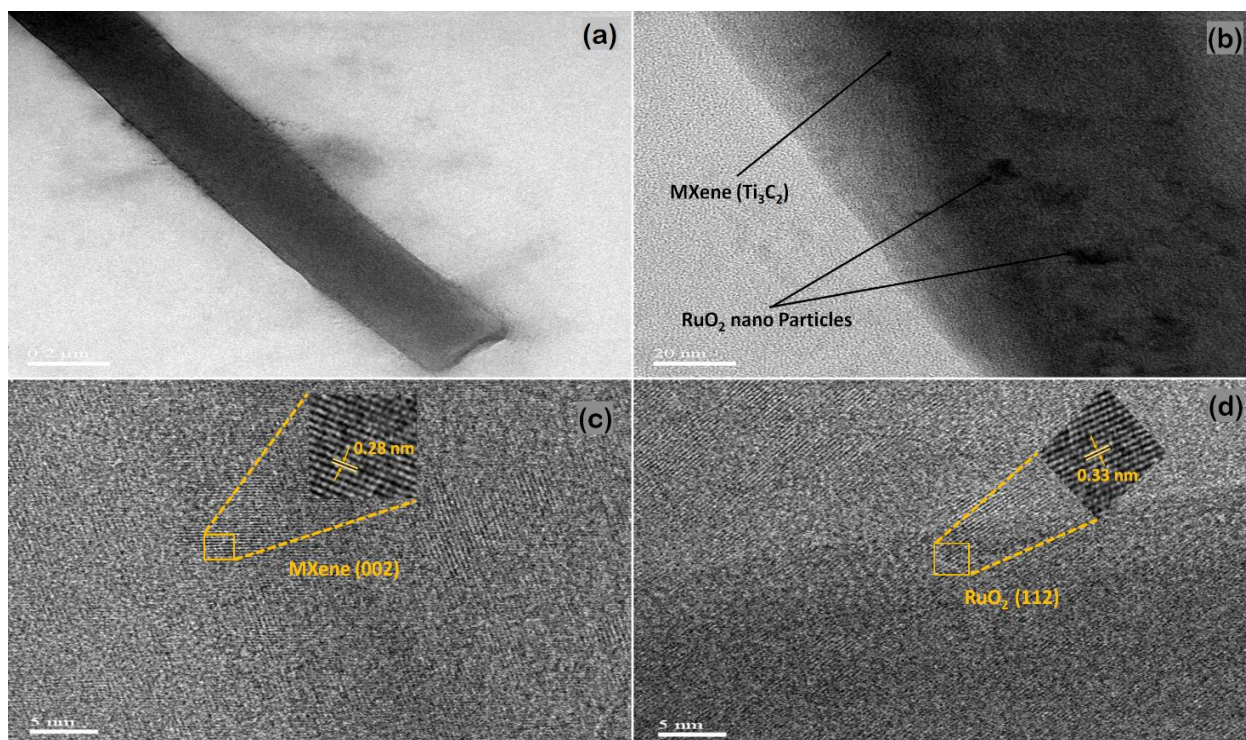 (a)
0.2 µm
(b)
MXene (Ti₃C₂)
RuO₂ nano Particles
20 nm
(c)
0.28 nm
MXene (002)
5 nm
(d)
0.33 nm
RuO₂ (112)
5 nm